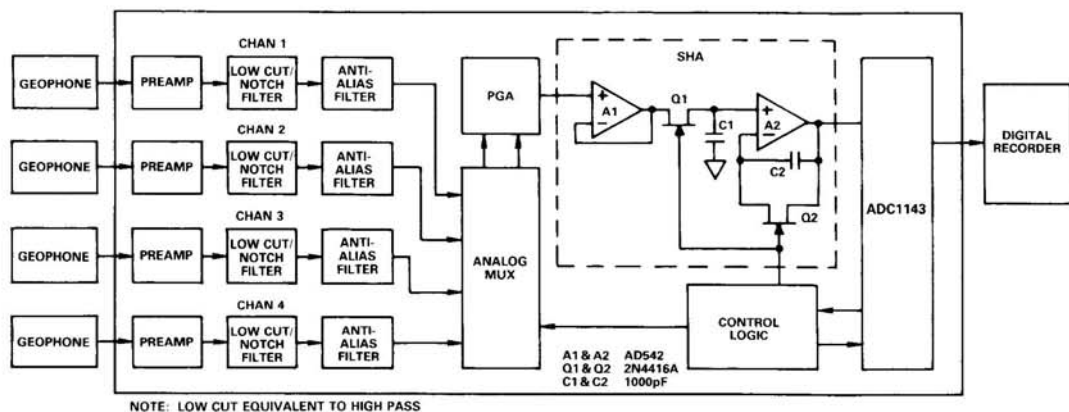 CHAN 1
GEOPHONE
PREAMP
LOW CUT/
NOTCH
FILTER
ANTI-
ALIAS
FILTER
CHAN 2
GEOPHONE
PREAMP
LOW CUT/
NOTCH
FILTER
ANTI-
ALIAS
FILTER
CHAN 3
GEOPHONE
PREAMP
LOW CUT/
NOTCH
FILTER
ANTI-
ALIAS
FILTER
CHAN 4
GEOPHONE
PREAMP
LOW CUT/
NOTCH
FILTER
ANTI-
ALIAS
FILTER
PGA
ANALOG
MUX
SHA
+
A1
−
Q1
C1
+
A2
−
C2
Q2
CONTROL
LOGIC
ADC1143
DIGITAL
RECORDER
A1 & A2 AD542
Q1 & Q2 2N4416A
C1 & C2 1000pF
NOTE: LOW CUT EQUIVALENT TO HIGH PASS